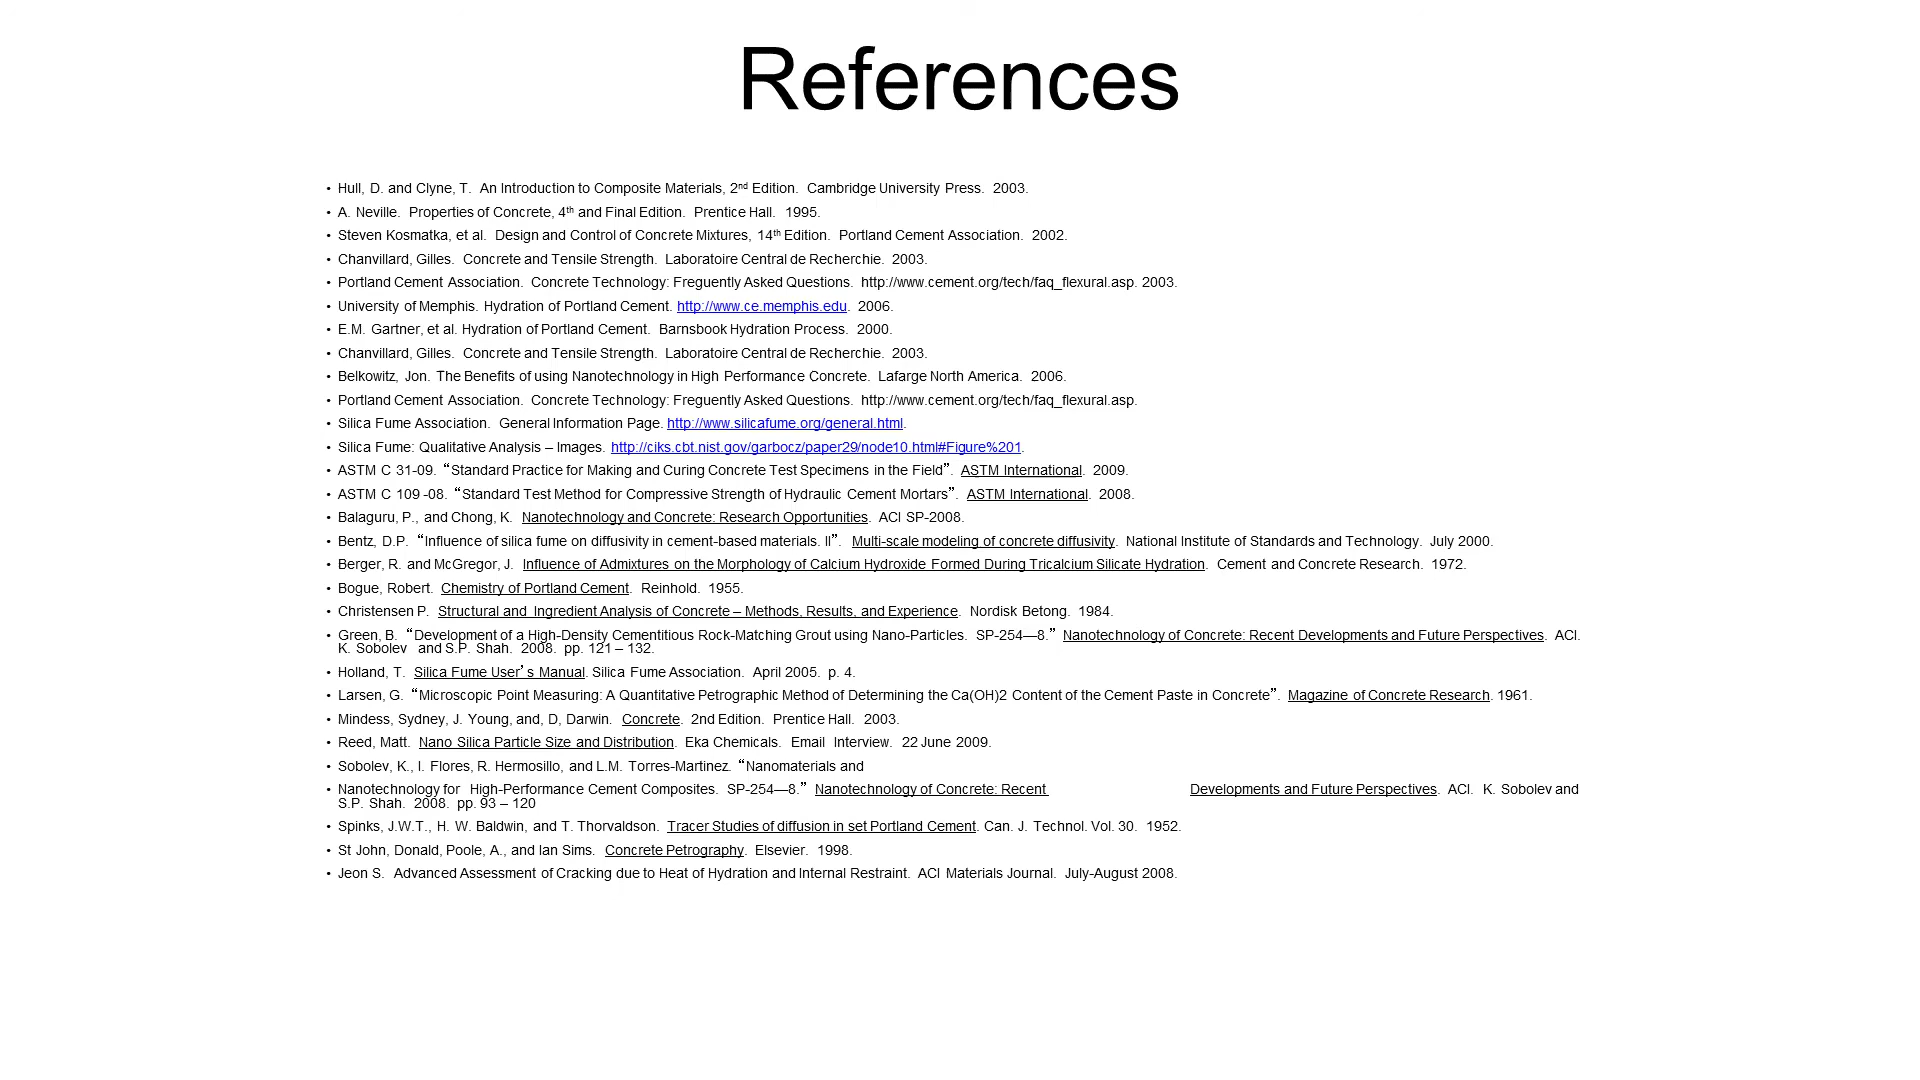 References
• Hull, D. and Clyne, T. An Introduction to Composite Materials, 2nd Edition. Cambridge University Press. 2003.
• A. Neville. Properties of Concrete, 4th and Final Edition. Prentice Hall. 1995.
• Steven Kosmatka, et al. Design and Control of Concrete Mixtures, 14th Edition. Portland Cement Association. 2002.
• Chanvillard, Gilles. Concrete and Tensile Strength. Laboratoire Central de Recherchie. 2003.
• Portland Cement Association. Concrete Technology: Freguently Asked Questions. http://www.cement.org/tech/faq_flexural.asp. 2003.
• University of Memphis. Hydration of Portland Cement. http://www.ce.memphis.edu. 2006.
• E.M. Gartner, et al. Hydration of Portland Cement. Barnsbook Hydration Process. 2000.
• Chanvillard, Gilles. Concrete and Tensile Strength. Laboratoire Central de Recherchie. 2003.
• Belkowitz, Jon. The Benefits of using Nanotechnology in High Performance Concrete. Lafarge North America. 2006.
• Portland Cement Association. Concrete Technology: Freguently Asked Questions. http://www.cement.org/tech/faq_flexural.asp.
• Silica Fume Association. General Information Page. http://www.silicafume.org/general.html.
• Silica Fume: Qualitative Analysis – Images. http://ciks.cbt.nist.gov/garbocz/paper29/node10.html#Figure%201.
• ASTM C 31-09. “Standard Practice for Making and Curing Concrete Test Specimens in the Field”. ASTM International. 2009.
• ASTM C 109 -08. “Standard Test Method for Compressive Strength of Hydraulic Cement Mortars”. ASTM International. 2008.
• Balaguru, P., and Chong, K. Nanotechnology and Concrete: Research Opportunities. ACI SP-2008.
• Bentz, D.P. “Influence of silica fume on diffusivity in cement-based materials. II”. Multi-scale modeling of concrete diffusivity. National Institute of Standards and Technology. July 2000.
• Berger, R. and McGregor, J. Influence of Admixtures on the Morphology of Calcium Hydroxide Formed During Tricalcium Silicate Hydration. Cement and Concrete Research. 1972.
• Bogue, Robert. Chemistry of Portland Cement. Reinhold. 1955.
• Christensen P. Structural and Ingredient Analysis of Concrete – Methods, Results, and Experience. Nordisk Betong. 1984.
• Green, B. “Development of a High-Density Cementitious Rock-Matching Grout using Nano-Particles. SP-254—8.” Nanotechnology of Concrete: Recent Developments and Future Perspectives. ACI.
K. Sobolev and S.P. Shah. 2008. pp. 121 – 132.
• Holland, T. Silica Fume User’s Manual. Silica Fume Association. April 2005. p. 4.
• Larsen, G. “Microscopic Point Measuring: A Quantitative Petrographic Method of Determining the Ca(OH)2 Content of the Cement Paste in Concrete”. Magazine of Concrete Research. 1961.
• Mindess, Sydney, J. Young, and, D, Darwin. Concrete. 2nd Edition. Prentice Hall. 2003.
• Reed, Matt. Nano Silica Particle Size and Distribution. Eka Chemicals. Email Interview. 22 June 2009.
• Sobolev, K., I. Flores, R. Hermosillo, and L.M. Torres-Martinez. “Nanomaterials and
• Nanotechnology for High-Performance Cement Composites. SP-254—8.” Nanotechnology of Concrete: Recent Developments and Future Perspectives. ACI. K. Sobolev and
S.P. Shah. 2008. pp. 93 – 120
• Spinks, J.W.T., H. W. Baldwin, and T. Thorvaldson. Tracer Studies of diffusion in set Portland Cement. Can. J. Technol. Vol. 30. 1952.
• St John, Donald, Poole, A., and Ian Sims. Concrete Petrography. Elsevier. 1998.
• Jeon S. Advanced Assessment of Cracking due to Heat of Hydration and Internal Restraint. ACI Materials Journal. July-August 2008.